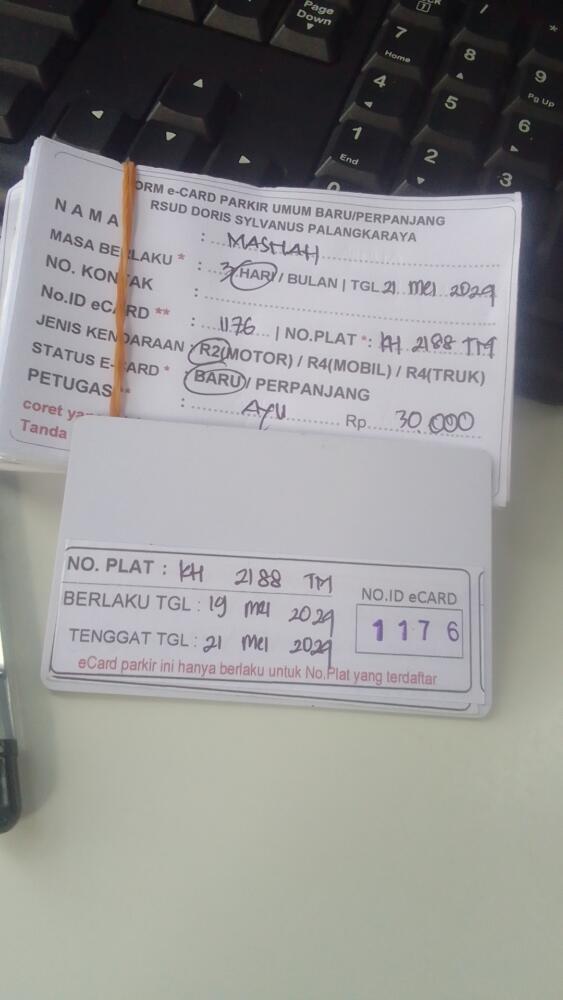 Page
Down
7
Home
8
9
Pg Up
4
5
6
1
End
2
3
0
*
/
FORM e-CARD PARKIR UMUM BARU/PERPANJANG
RSUD DORIS SYLVANUS PALANGKARAYA
NAMA : MASHAH
MASA BERLAKU * : 3 HARI / BULAN | TGL 21 MEI 2029
NO. KONTAK :
No.ID eCARD ** : 1176 | NO.PLAT *: KH 2188 TM
JENIS KENDARAAN : R2(MOTOR) / R4(MOBIL) / R4(TRUK)
STATUS E-CARD * : BARU / PERPANJANG
PETUGAS ** : AYU Rp. 30.000
coret
Tanda
NO. PLAT : KH 2188 TM
BERLAKU TGL : 19 MEI 2029
TENGGAT TGL : 21 MEI 2029
NO.ID eCARD
1176
eCard parkir ini hanya berlaku untuk No.Plat yang terdaftar